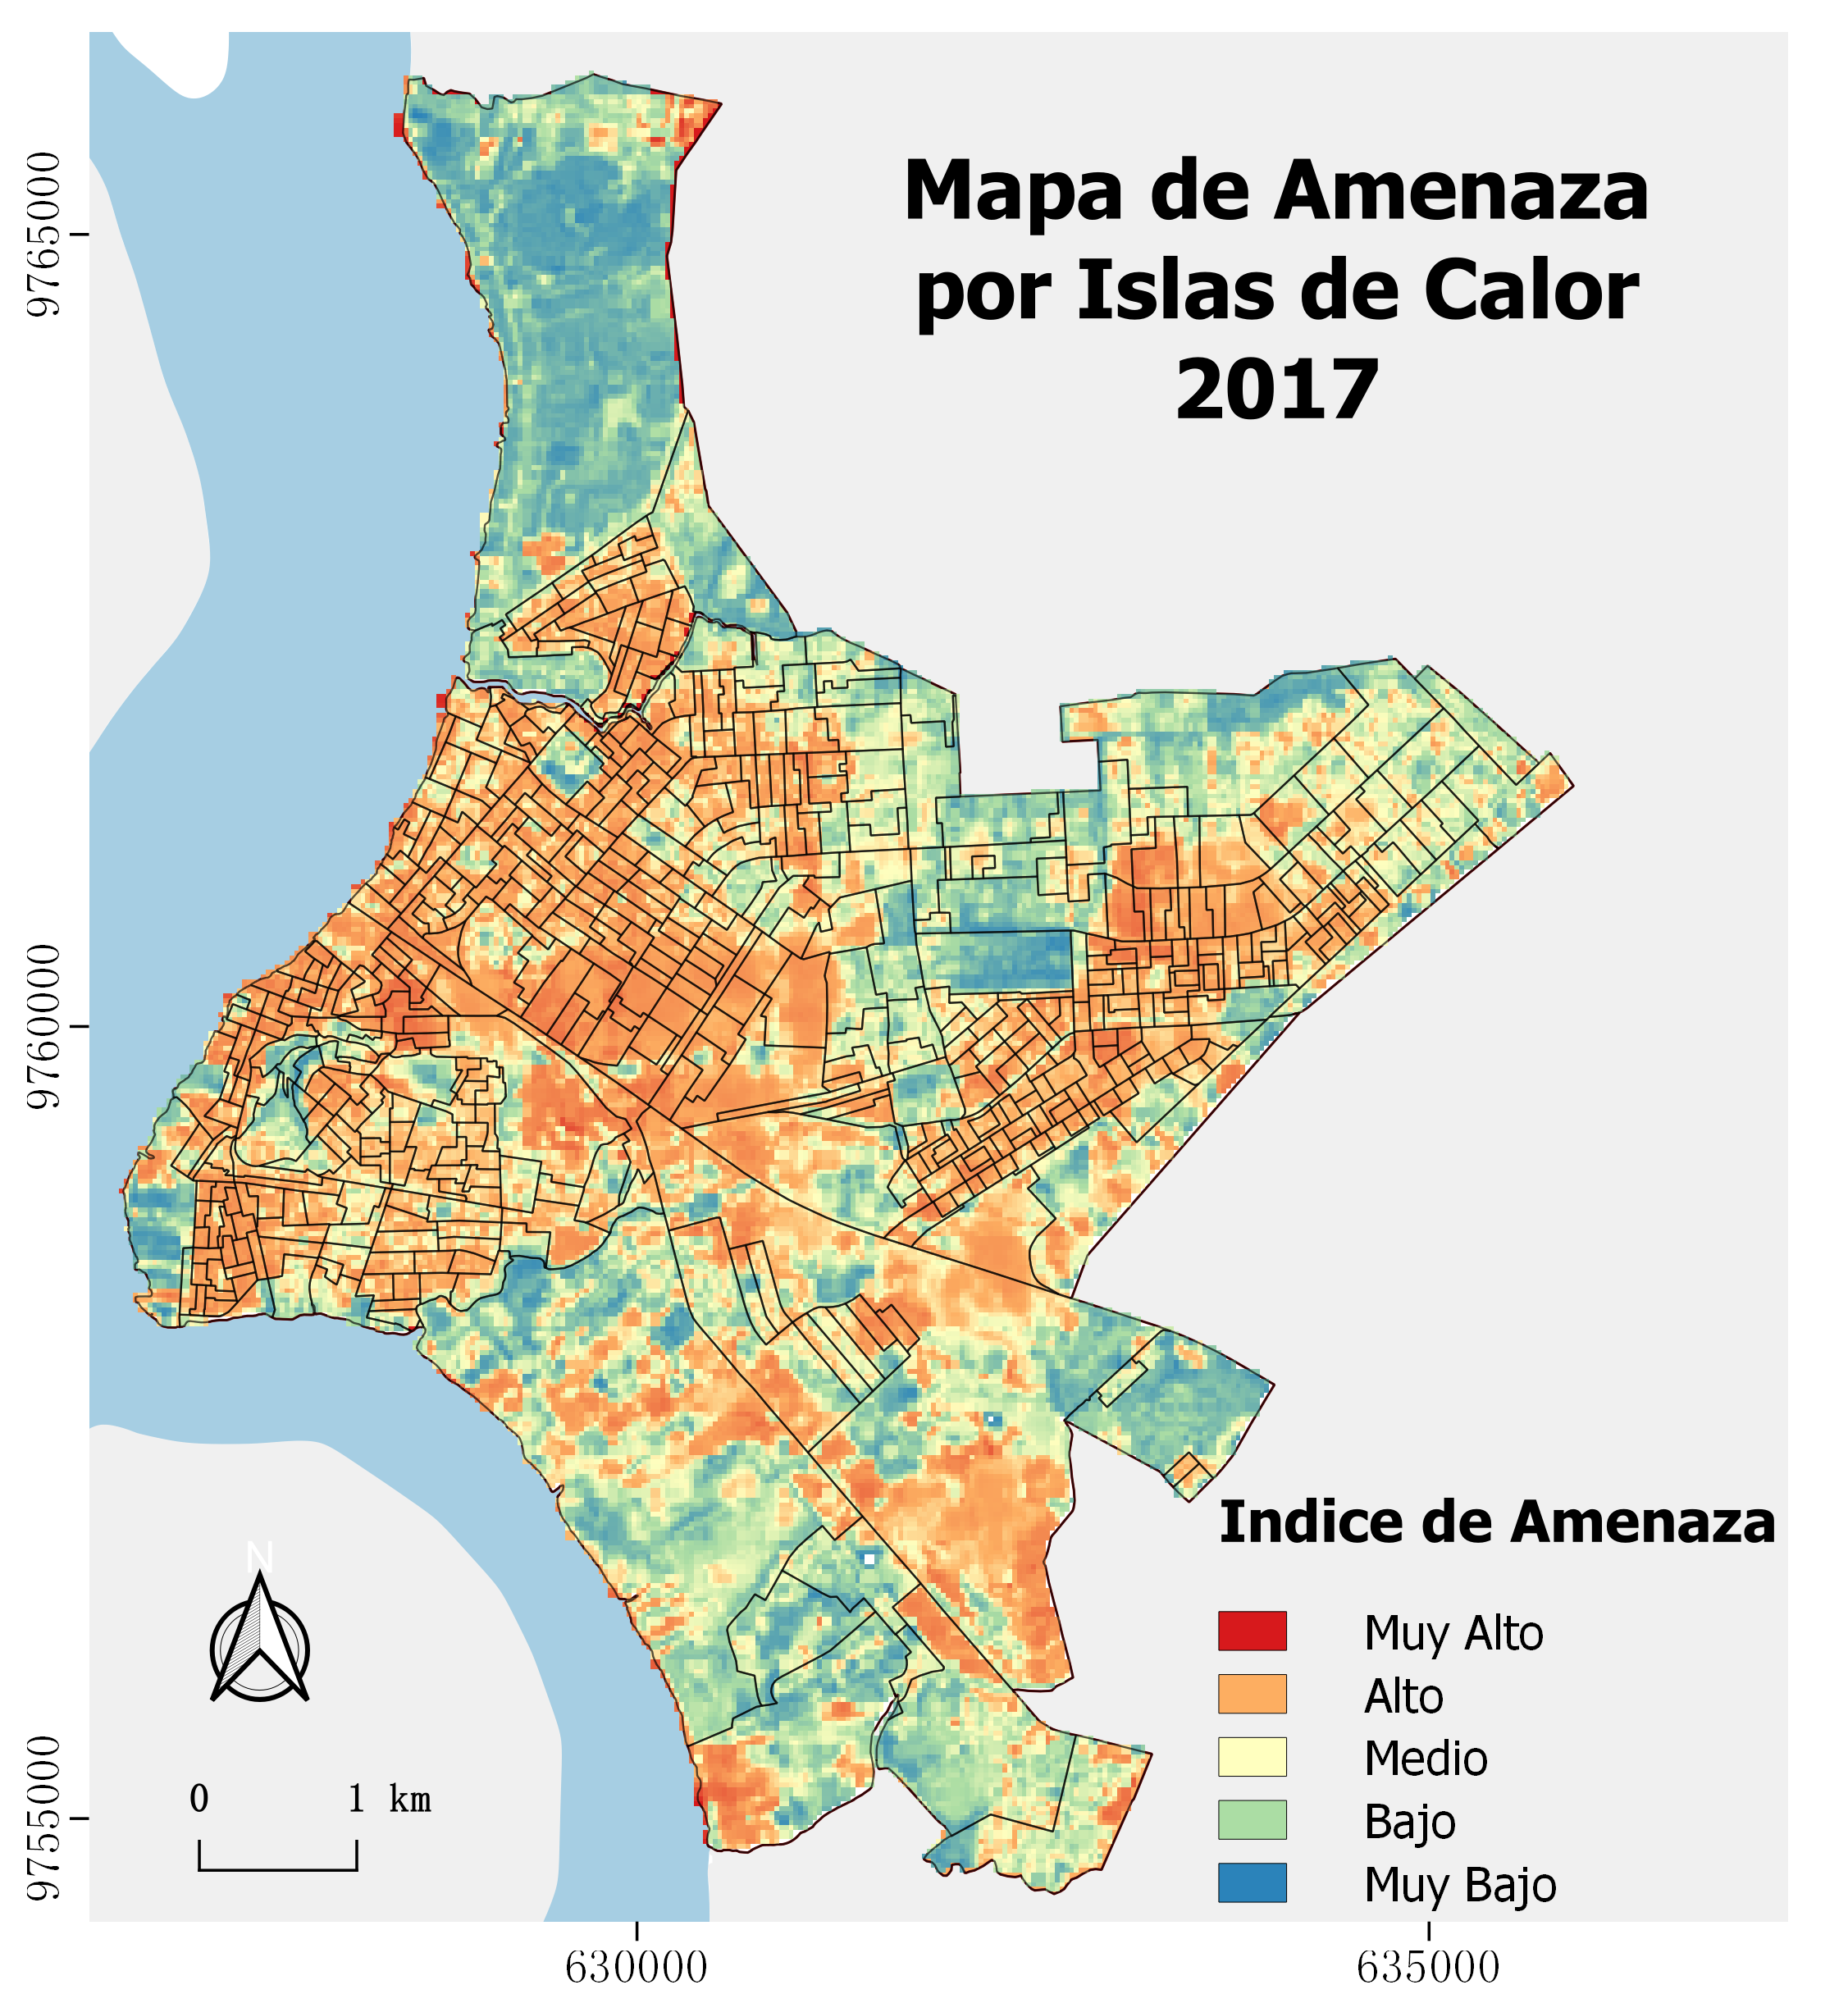 Mapa de Amenaza
por Islas de Calor
2017
9765000
9760000
9755000
N
0 1 km
Indice de Amenaza
Muy Alto
Alto
Medio
Bajo
Muy Bajo
630000 635000